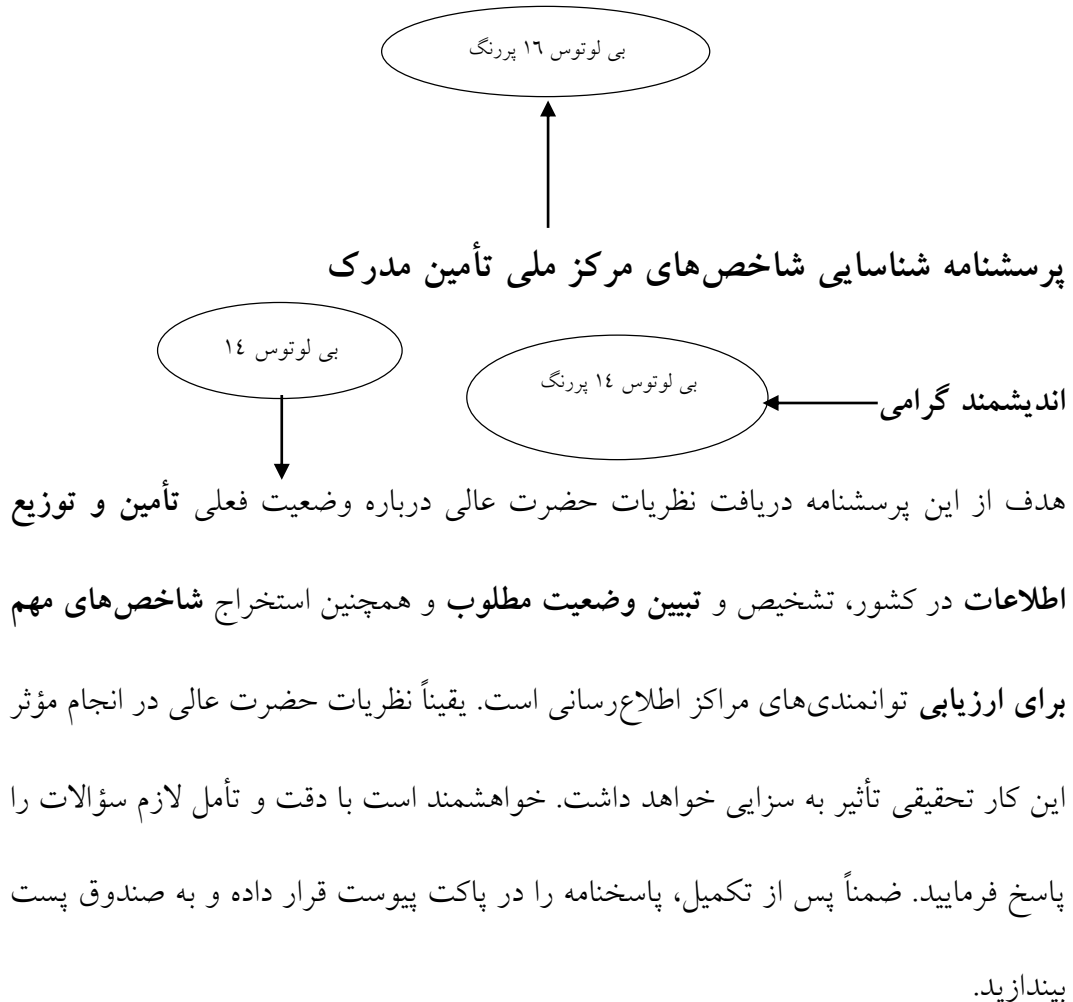 بی لوتوس ١٦ پررنگ
پرسشنامه شناسایی شاخص‌های مرکز ملی تأمین مدرک
بی لوتوس ١٤
بی لوتوس ١٤ پررنگ
اندیشمند گرامی
هدف از این پرسشنامه دریافت نظریات حضرت عالی درباره وضعیت فعلی تأمین و توزیع
اطلاعات در کشور، تشخیص و تبیین وضعیت مطلوب و همچنین استخراج شاخص‌های مهم
برای ارزیابی توانمندی‌های مراکز اطلاع‌رسانی است. یقیناً نظریات حضرت عالی در انجام مؤثر
این کار تحقیقی تأثیر به سزایی خواهد داشت. خواهشمند است با دقت و تأمل لازم سؤالات را
پاسخ فرمایید. ضمناً پس از تکمیل، پاسخنامه را در پاکت پیوست قرار داده و به صندوق پست
بیندازید.